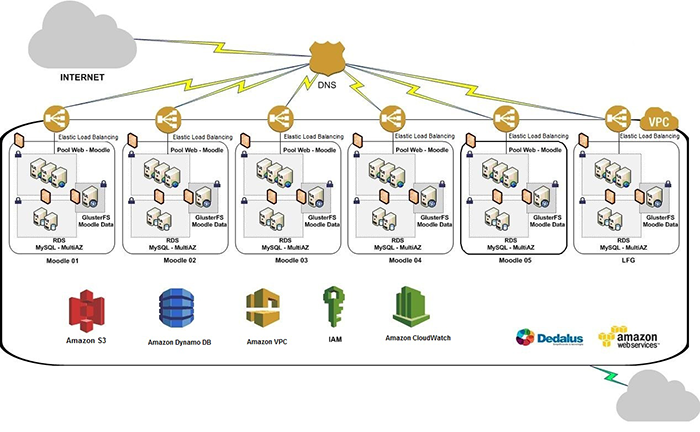 INTERNET
DNS
VPC
Elastic Load Balancing
Pool Web - Moodle
GlusterFS
Moodle Data
RDS
MySQL - MultiAZ
Moodle 01
Elastic Load Balancing
Pool Web - Moodle
GlusterFS
Moodle Data
RDS
MySQL - MultiAZ
Moodle 02
Elastic Load Balancing
Pool Web - Moodle
GlusterFS
Moodle Data
RDS
MySQL - MultiAZ
Moodle 03
Elastic Load Balancing
Pool Web - Moodle
GlusterFS
Moodle Data
RDS
MySQL - MultiAZ
Moodle 04
Elastic Load Balancing
Pool Web - Moodle
GlusterFS
Moodle Data
RDS
MySQL - MultiAZ
Moodle 05
Elastic Load Balancing
Pool Web - Moodle
GlusterFS
Moodle Data
RDS
MySQL - MultiAZ
LFG
Amazon S3
Amazon Dynamo DB
Amazon VPC
IAM
Amazon CloudWatch
Dedalus
amazon
webservices